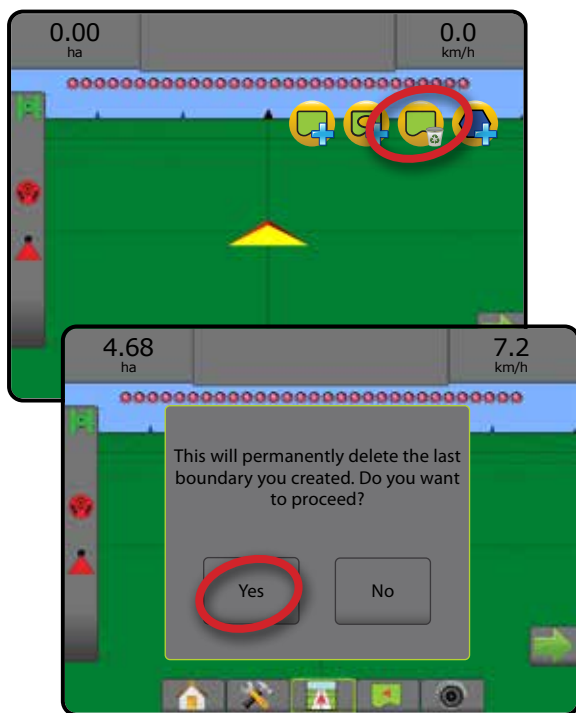 0.00
ha
0.0
km/h
4.68
ha
7.2
km/h
This will permanently delete the last
boundary you created. Do you want
to proceed?
Yes
No